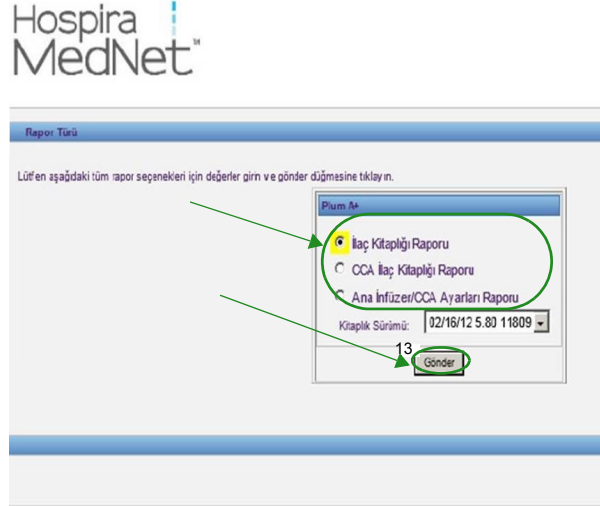 Hospira
MedNet™
Rapor Türü
Lütfen aşağıdaki tüm rapor seçenekleri için değerler girin ve gönder düğmesine tıklayın.
Plum A+
İlaç Kitaplığı Raporu
CCA İlaç Kitaplığı Raporu
Ana İnfüzer/CCA Ayarları Raporu
Kitaplık Sürümü: 02/16/12 5.80 11809
13
Gönder